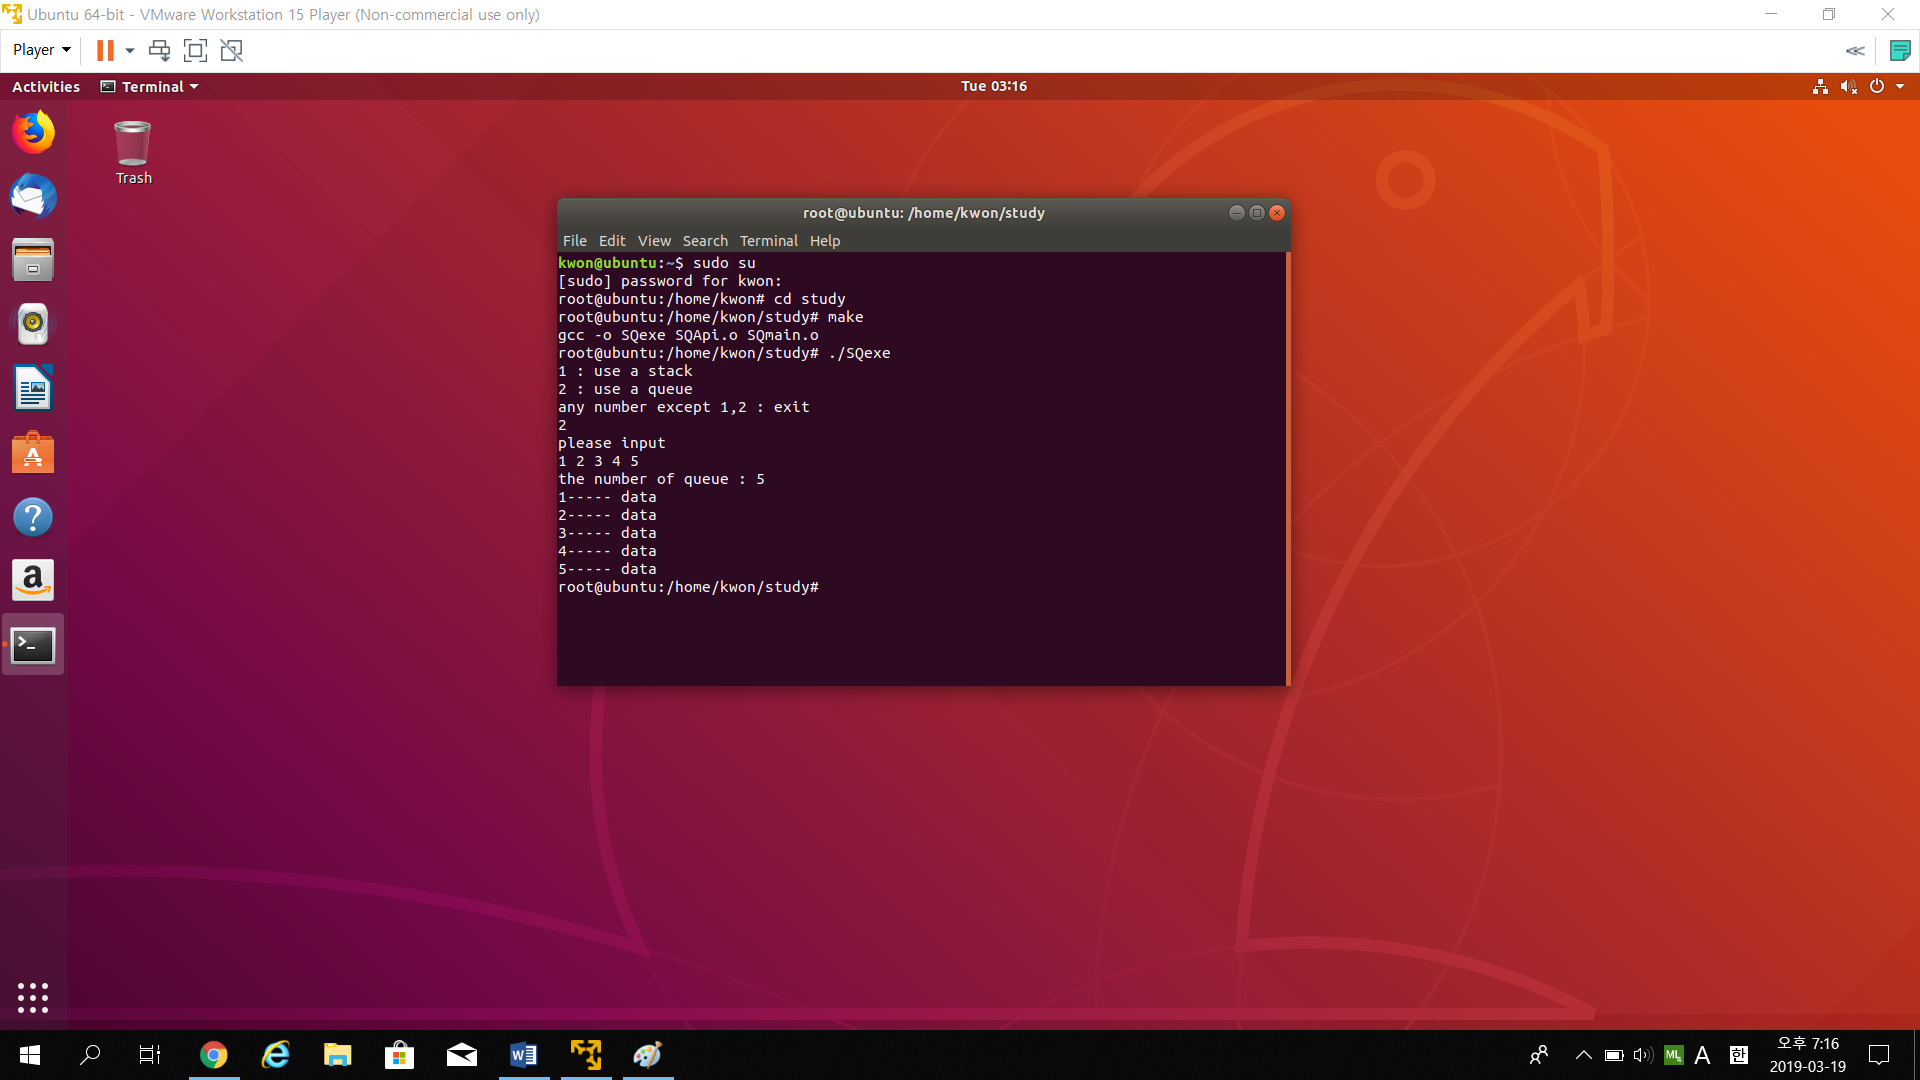 Ubuntu 64-bit - VMware Workstation 15 Player (Non-commercial use only)
Player
Activities
Terminal
Tue 03:16
Trash
root@ubuntu: /home/kwon/study
File Edit View Search Terminal Help
kwon@ubuntu:~$ sudo su
[sudo] password for kwon:
root@ubuntu:/home/kwon# cd study
root@ubuntu:/home/kwon/study# make
gcc -o SQexe SQApi.o SQmain.o
root@ubuntu:/home/kwon/study# ./SQexe
1 : use a stack
2 : use a queue
any number except 1,2 : exit
2
please input
1 2 3 4 5
the number of queue : 5
1----- data
2----- data
3----- data
4----- data
5----- data
root@ubuntu:/home/kwon/study#
A
한
오후 7:16
2019-03-19